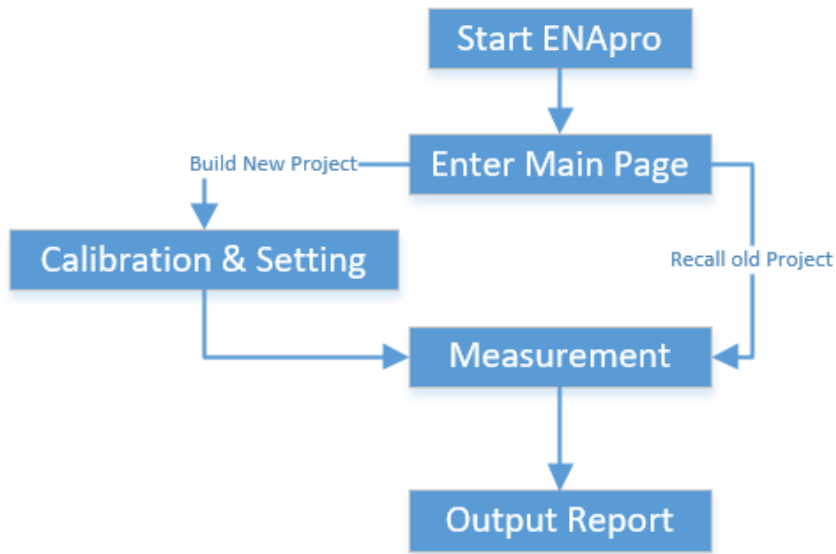 Start ENApro
Build New Project
Enter Main Page
Calibration & Setting
Recall old Project
Measurement
Output Report